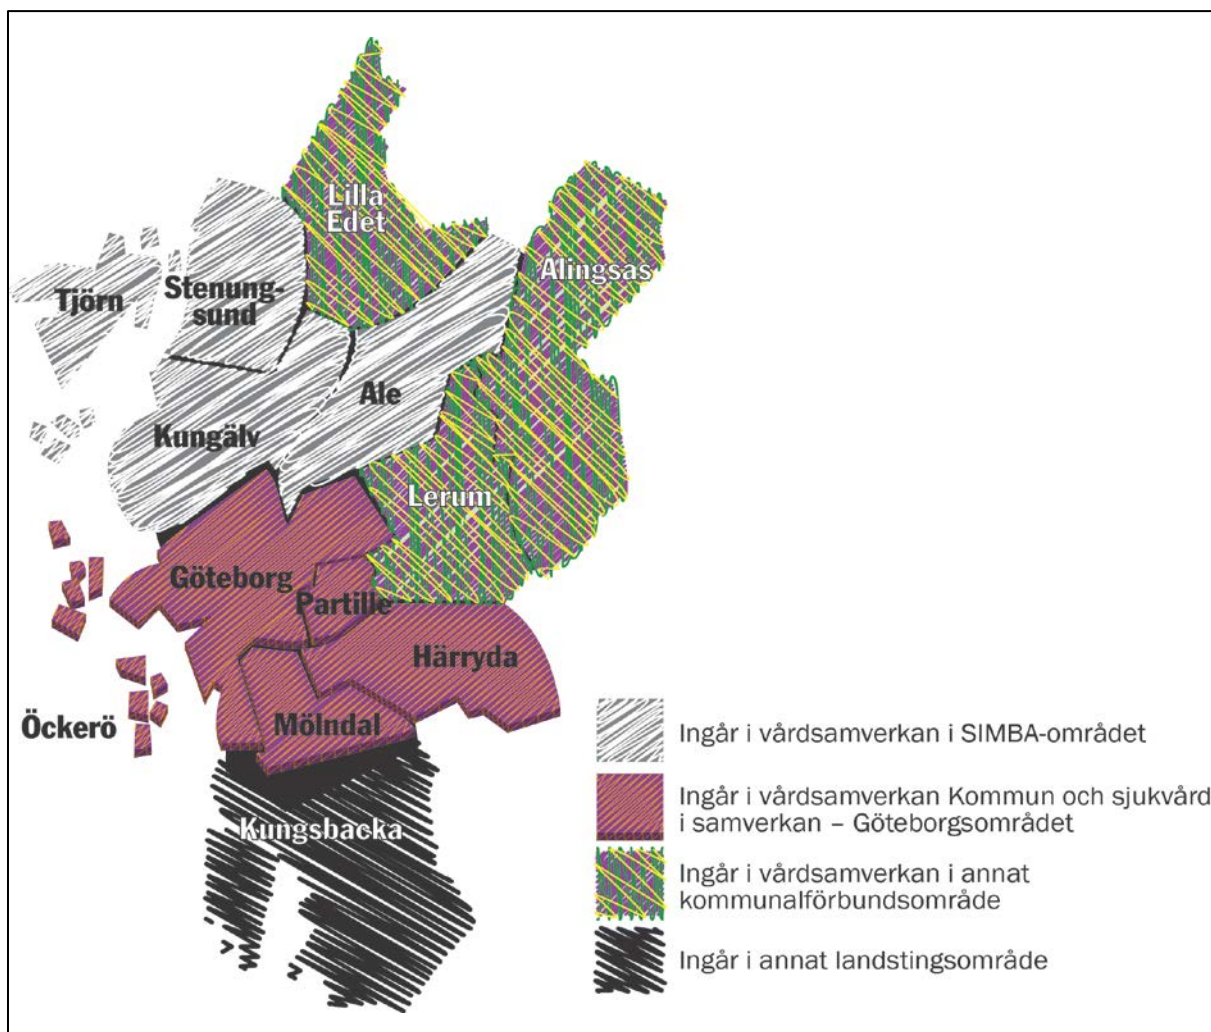 Lilla
Edet
Alingsas
Tjörn
Stenung-
sund
Ale
Kungälv
Lerum
Göteborg
Partille
Härryda
Öckerö
Mölndal
Kungsbacka
Ingår i vårdsamverkan i SIMBA-området
Ingår i vårdsamverkan Kommun och sjukvård
i samverkan – Göteborgsområdet
Ingår i vårdsamverkan i annat
kommunalförbundsområde
Ingår i annat landstingsområde